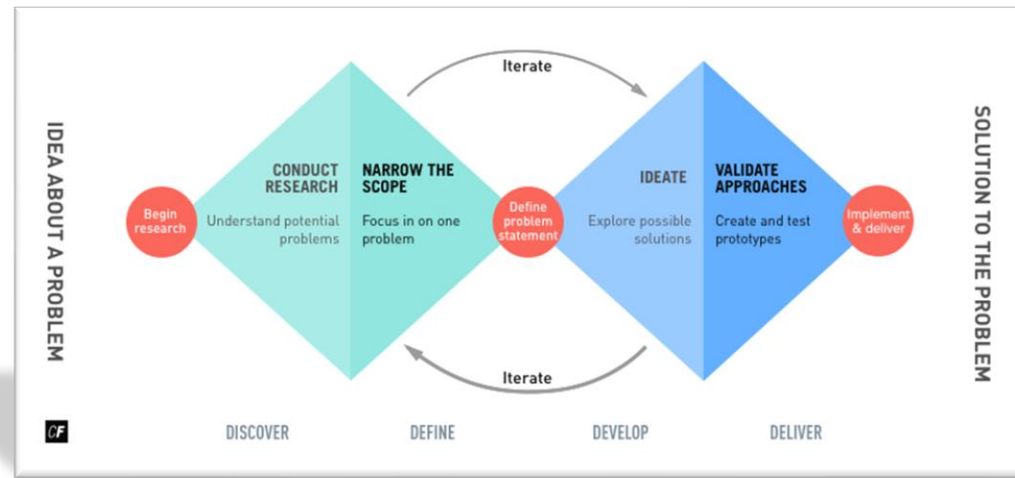 Iterate
IDEA ABOUT A PROBLEM
SOLUTION TO THE PROBLEM
CONDUCT
RESEARCH
Understand potential
problems
NARROW THE
SCOPE
Focus in on one
problem
IDEATE
Explore possible
solutions
VALIDATE
APPROACHES
Create and test
prototypes
Begin
research
Define
problem
statement
Implement
& deliver
Iterate
CF
DISCOVER
DEFINE
DEVELOP
DELIVER